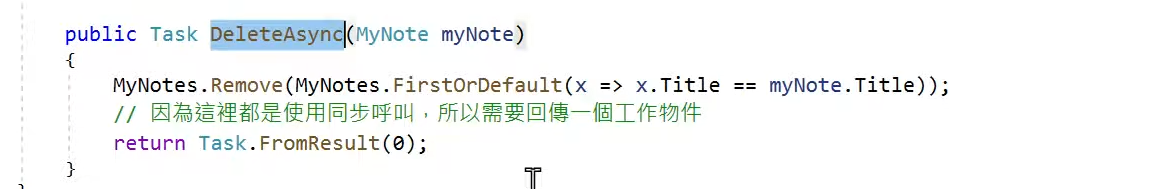 public Task DeleteAsync(MyNote myNote)
{
MyNotes.Remove(MyNotes.FirstOrDefault(x => x.Title == myNote.Title));
// 因為這裡都是使用同步呼叫，所以需要回傳一個工作物件
return Task.FromResult(0);
}